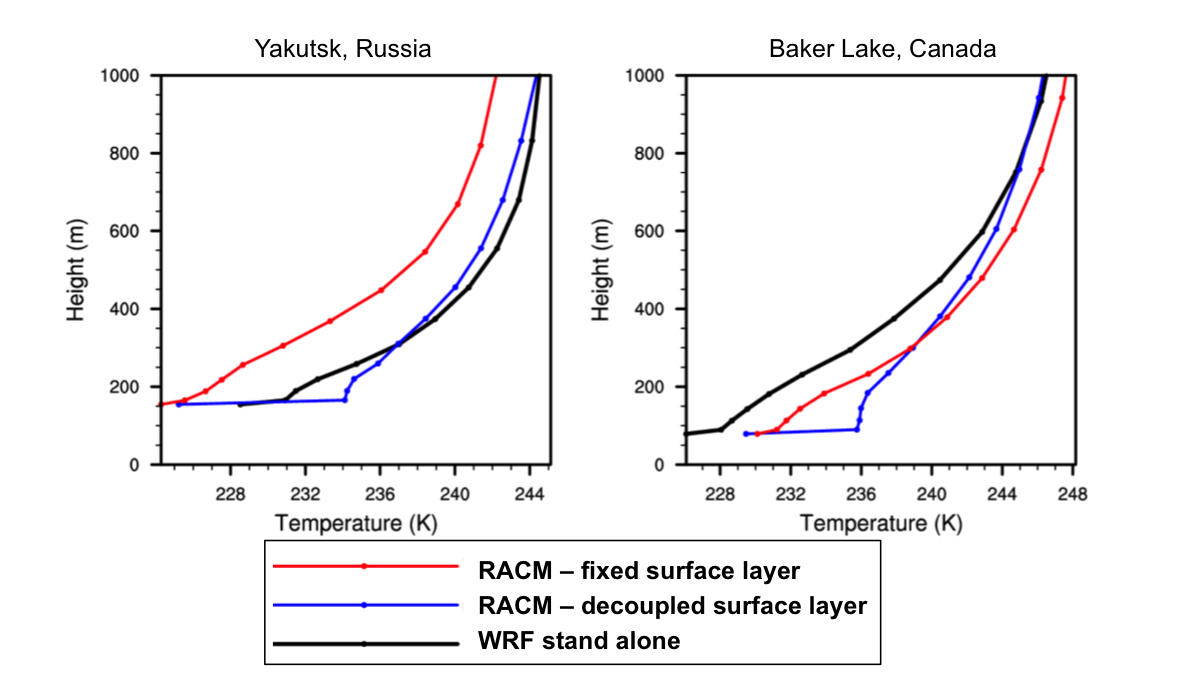 Yakutsk, Russia
Baker Lake, Canada
1000
800
600
400
200
0
Height (m)
228 232 236 240 244
Temperature (K)
1000
800
600
400
200
0
Height (m)
228 232 236 240 244 248
Temperature (K)
RACM – fixed surface layer
RACM – decoupled surface layer
WRF stand alone